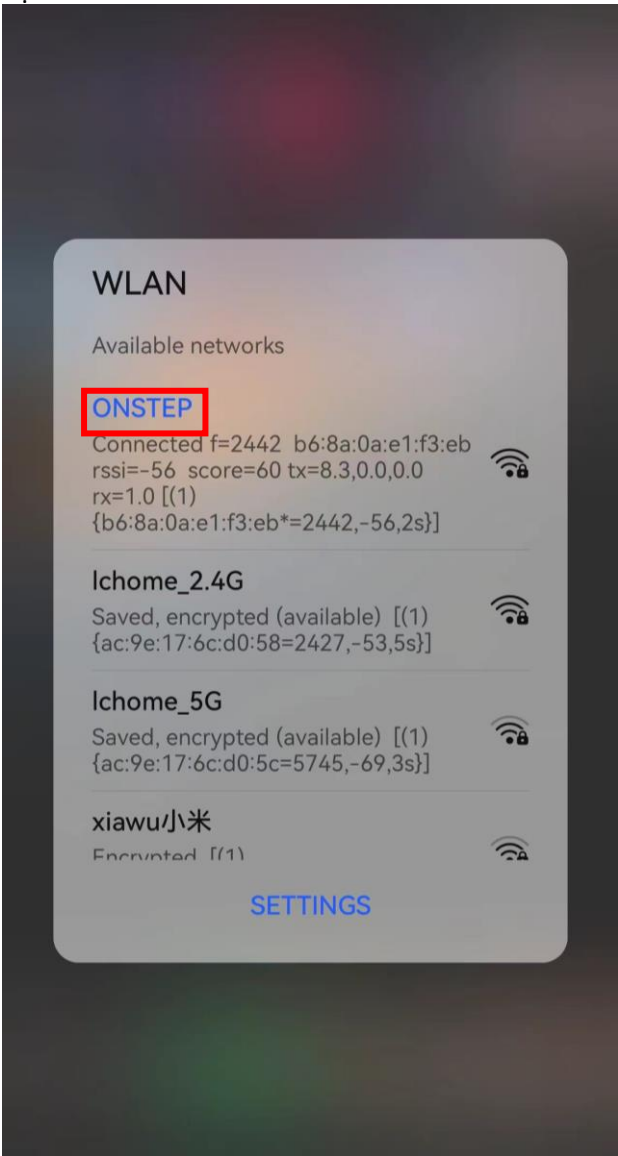 WLAN
Available networks
ONSTEP
Connected f=2442 b6:8a:0a:e1:f3:eb
rssi=-56 score=60 tx=8.3,0.0,0.0
rx=1.0 [(1)
{b6:8a:0a:e1:f3:eb*=2442,-56,2s}]
lchome_2.4G
Saved, encrypted (available) [(1)
{ac:9e:17:6c:d0:58=2427,-53,5s}]
lchome_5G
Saved, encrypted (available) [(1)
{ac:9e:17:6c:d0:5c=5745,-69,3s}]
xiawu小米
Encrypted [(1)
SETTINGS